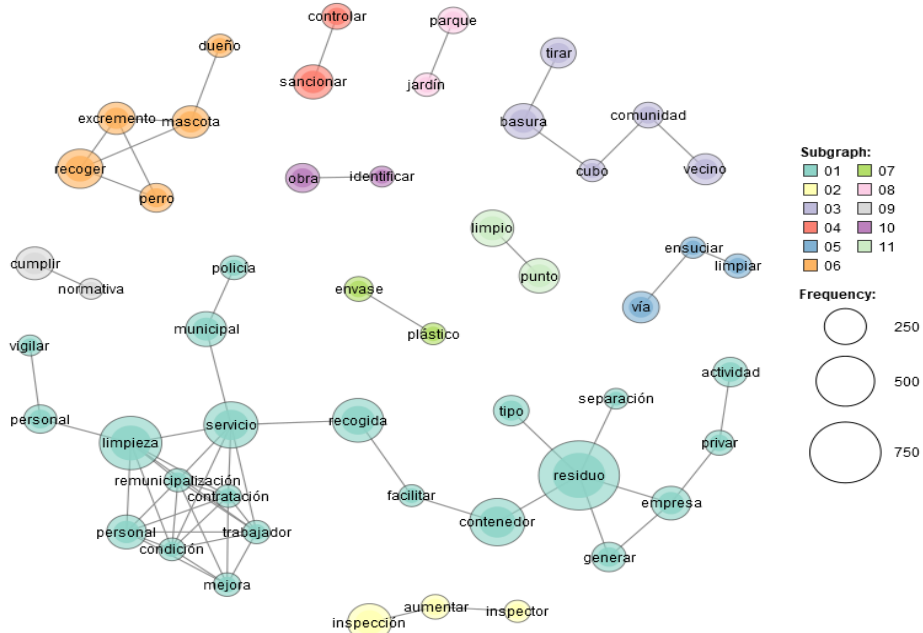 controlar
parque
dueño
tirar
sancionar
jardín
excremento
mascota
basura
comunidad
recoger
obra
identificar
cubo
vecino
perro
limpio
ensuciar
limpiar
cumplir
policía
punto
normativa
envase
vía
municipal
plástico
vigilar
actividad
separación
personal
tipo
limpieza
servicio
recogida
privar
remunicipalización
residuo
contratación
facilitar
empresa
personal
trabajador
contenedor
condición
generar
mejora
aumentar
inspector
inspección
Subgraph:
01 07
02 08
03 09
04 10
05 11
06
Frequency:
250
500
750